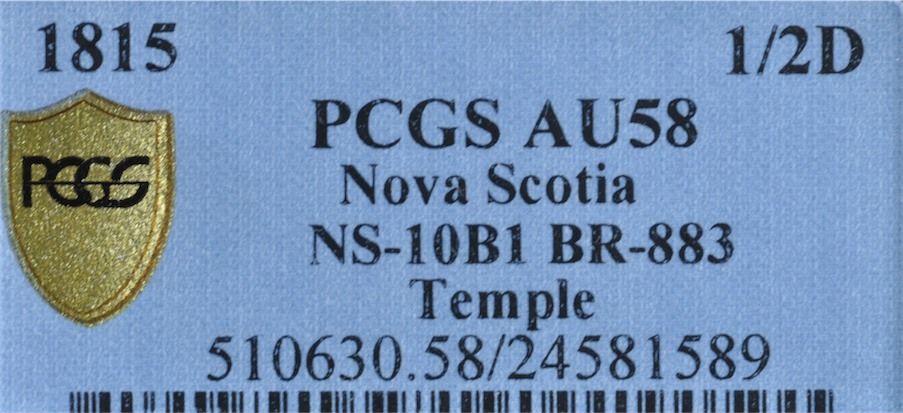 1815 1/2D
PCGS AU58
PCGS
Nova Scotia
NS-10B1 BR-883
Temple
510630.58/24581589